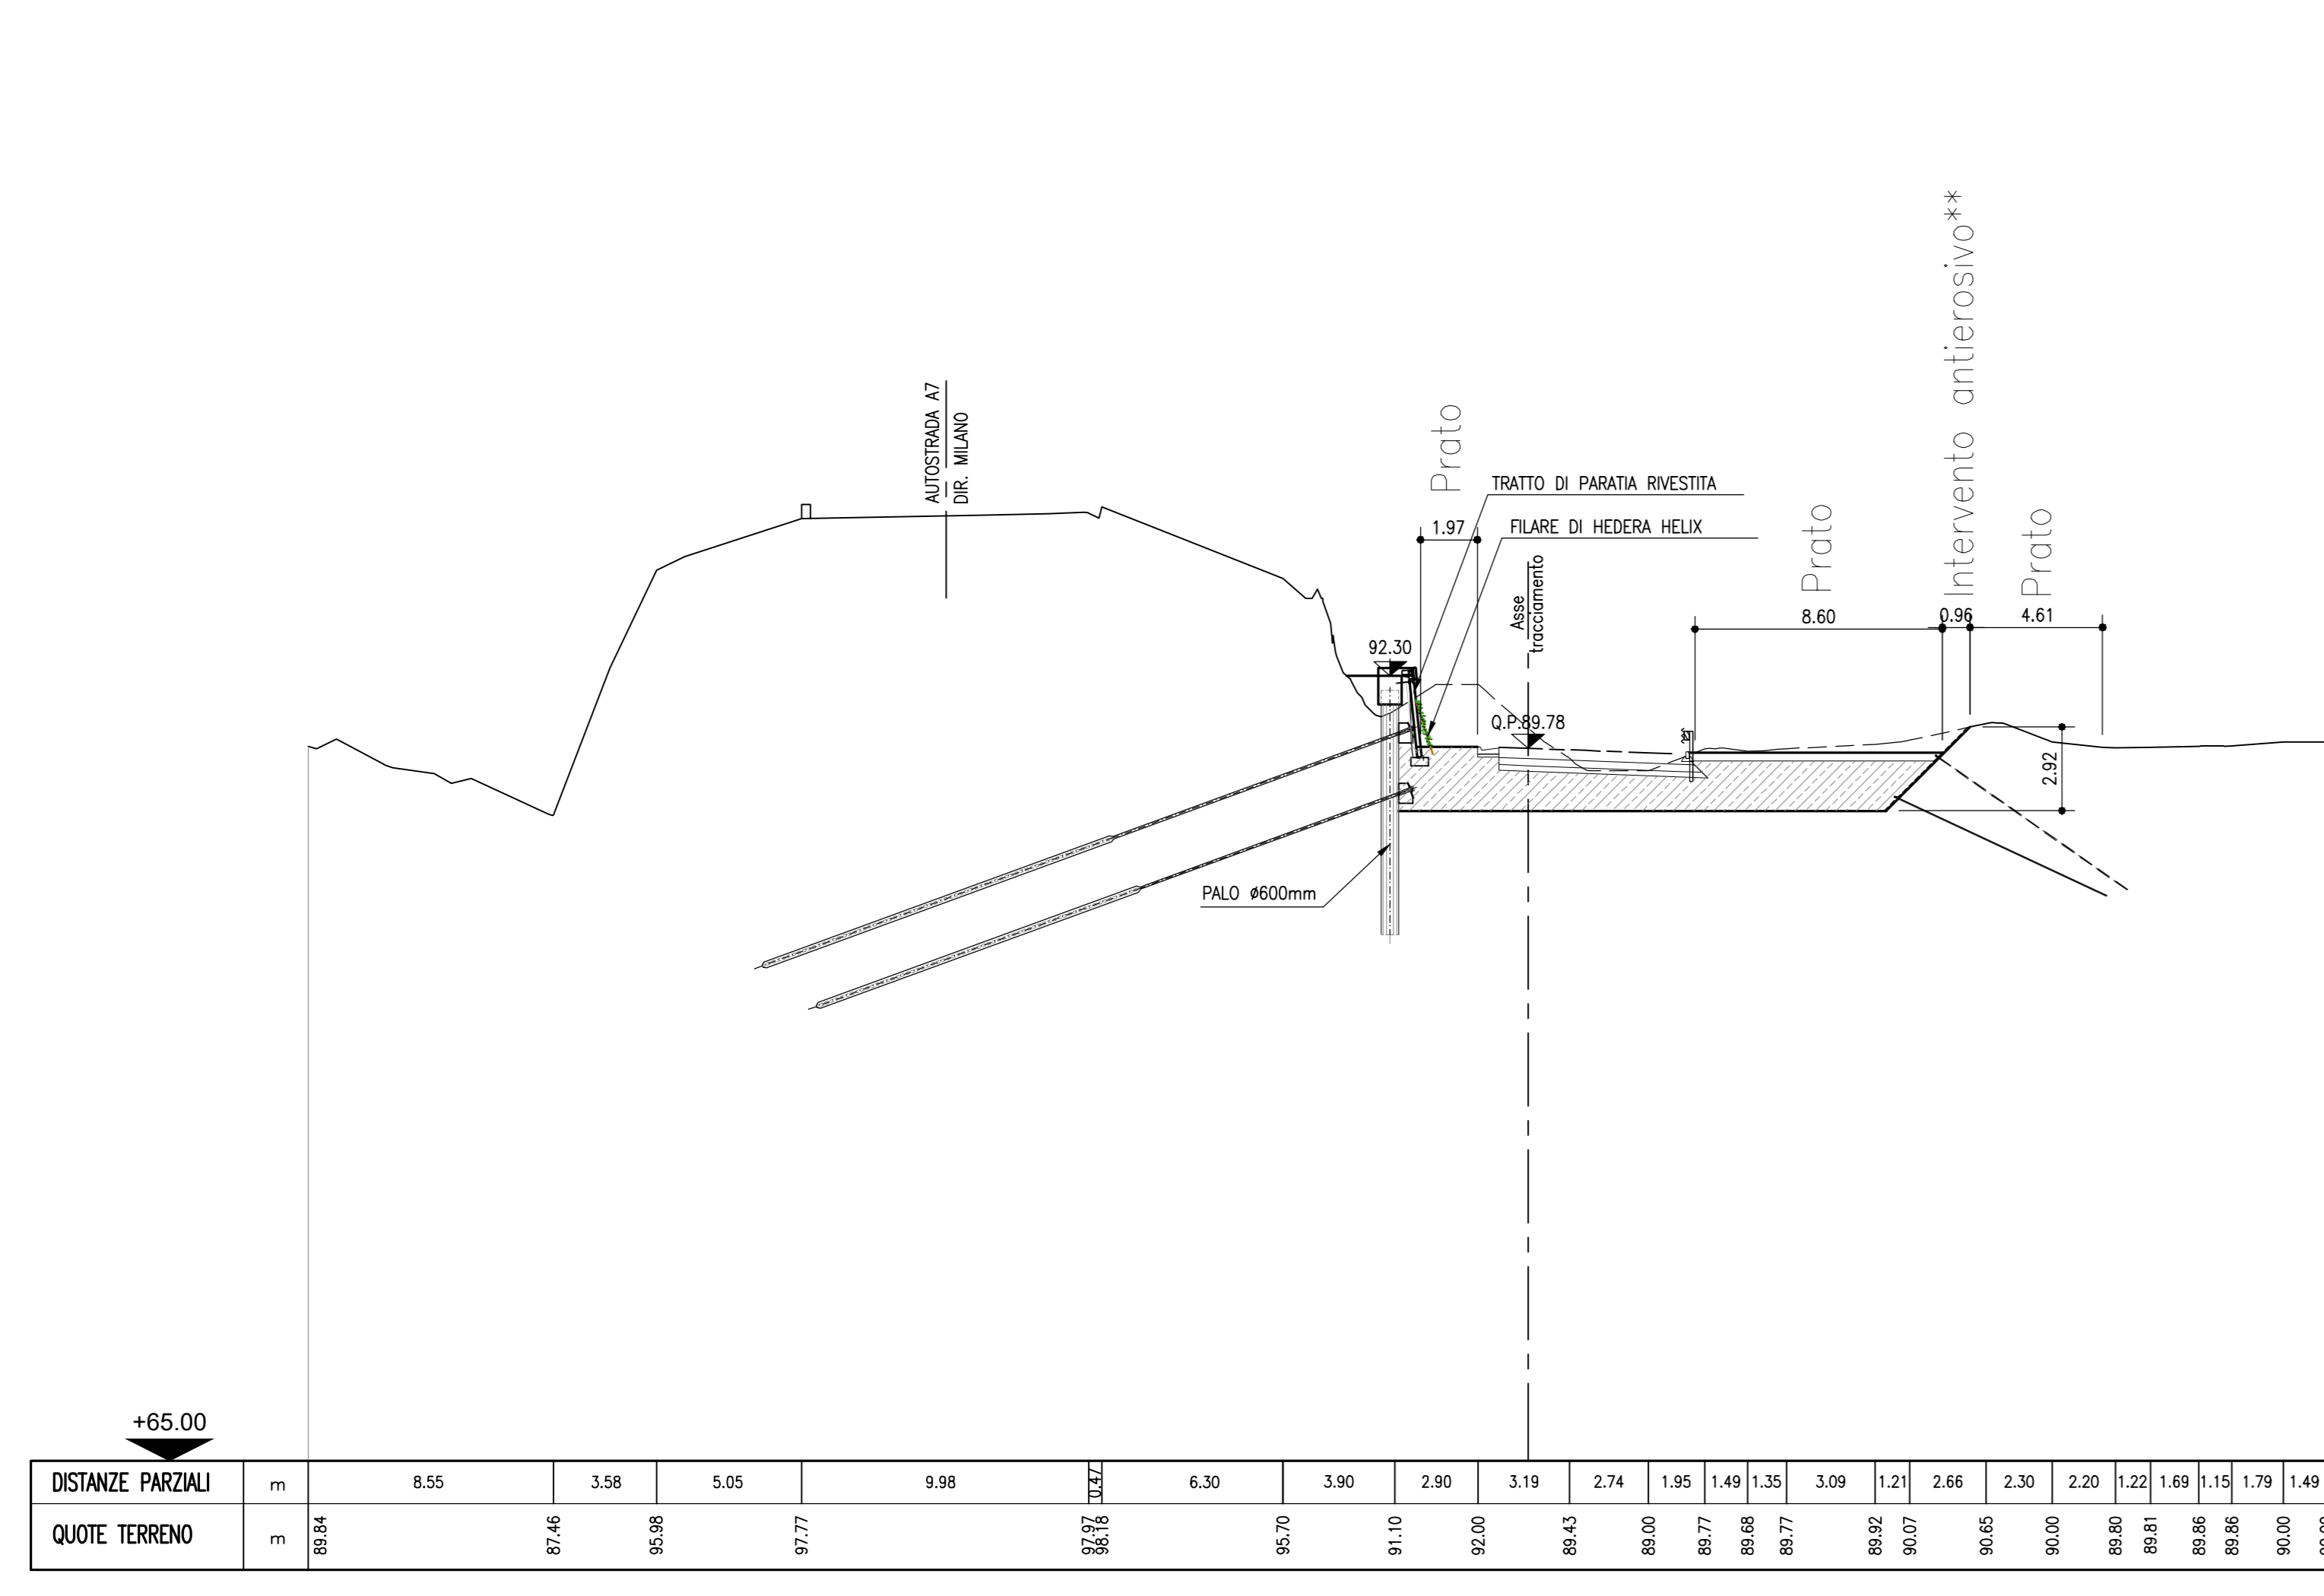 Intervento antierosivo**
AUTOSTRADA A7
DIR. MILANO
Prato
TRATTO DI PARATIA RIVESTITA
1.97
FILARE DI HEDERA HELIX
Prato
Prato
Asse
tracciamento
8.60
0.96
4.61
92.30
Q.P.89.78
2.92
PALO ø600mm
+65.00
DISTANZE PARZIALI m 8.55 3.58 5.05 9.98 0.47 6.30 3.90 2.90 3.19 2.74 1.95 1.49 1.35 3.09 1.21 2.66 2.30 2.20 1.22 1.69 1.15 1.79 1.49
QUOTE TERRENO m 89.84 87.46 95.98 97.77 97.97 98.18 95.70 91.10 92.00 89.43 89.00 89.77 89.68 89.77 89.92 90.07 90.65 90.00 89.80 89.81 89.86 89.86 90.00